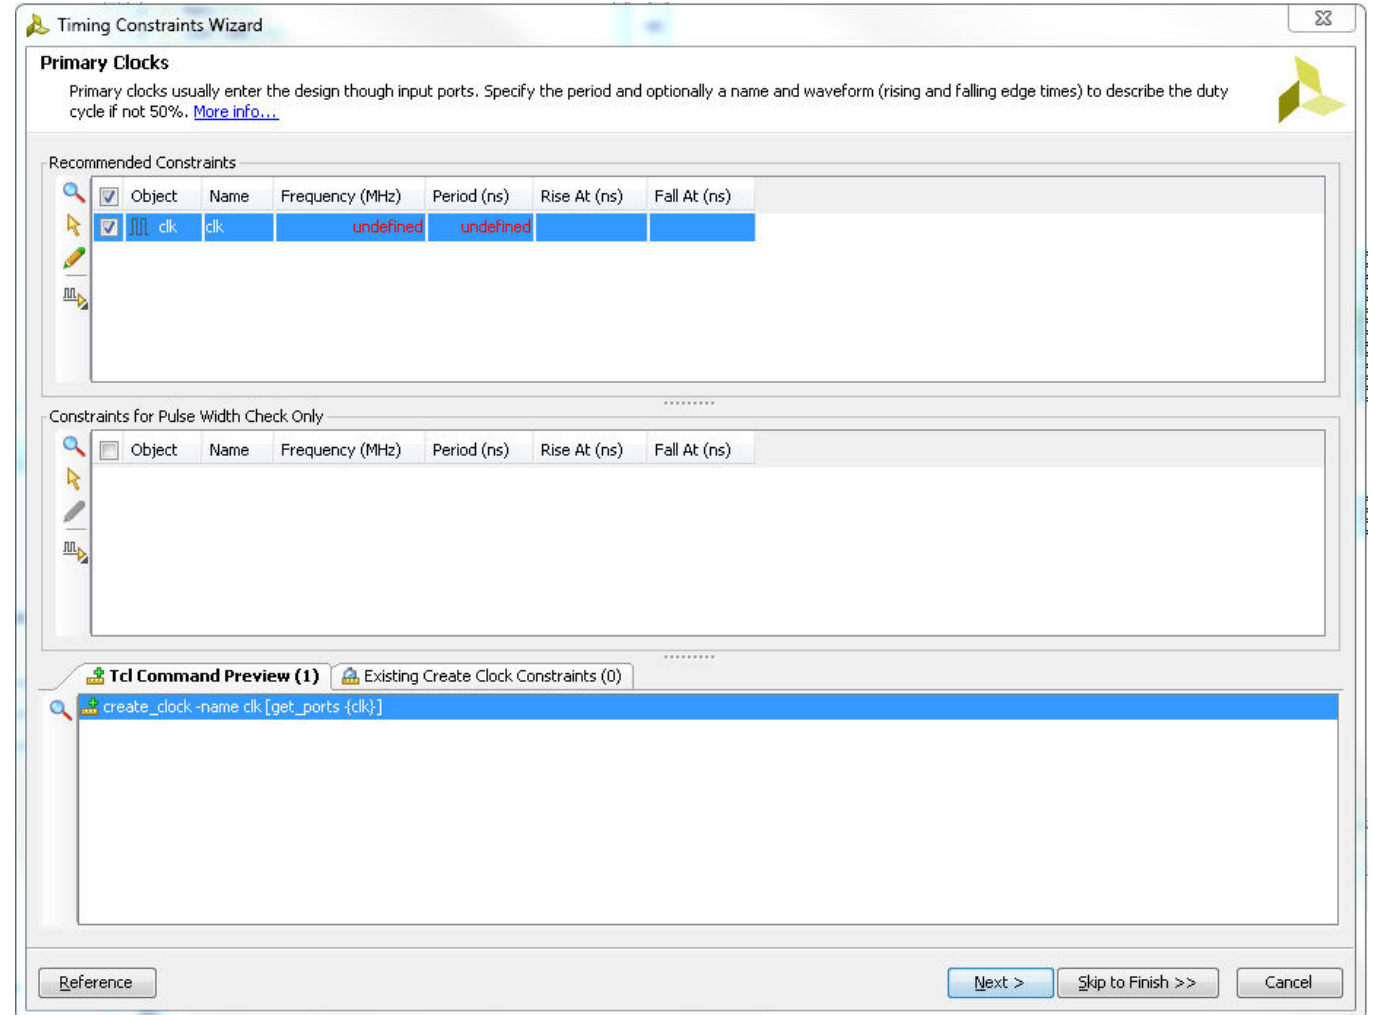 Timing Constraints Wizard
Primary Clocks
Primary clocks usually enter the design though input ports. Specify the period and optionally a name and waveform (rising and falling edge times) to describe the duty
cycle if not 50%. More info...
Recommended Constraints
Object Name Frequency (MHz) Period (ns) Rise At (ns) Fall At (ns)
clk clk undefined undefined
Constraints for Pulse Width Check Only
Object Name Frequency (MHz) Period (ns) Rise At (ns) Fall At (ns)
Tcl Command Preview (1) Existing Create Clock Constraints (0)
create_clock -name clk [get_ports {clk}]
Reference Next > Skip to Finish >> Cancel